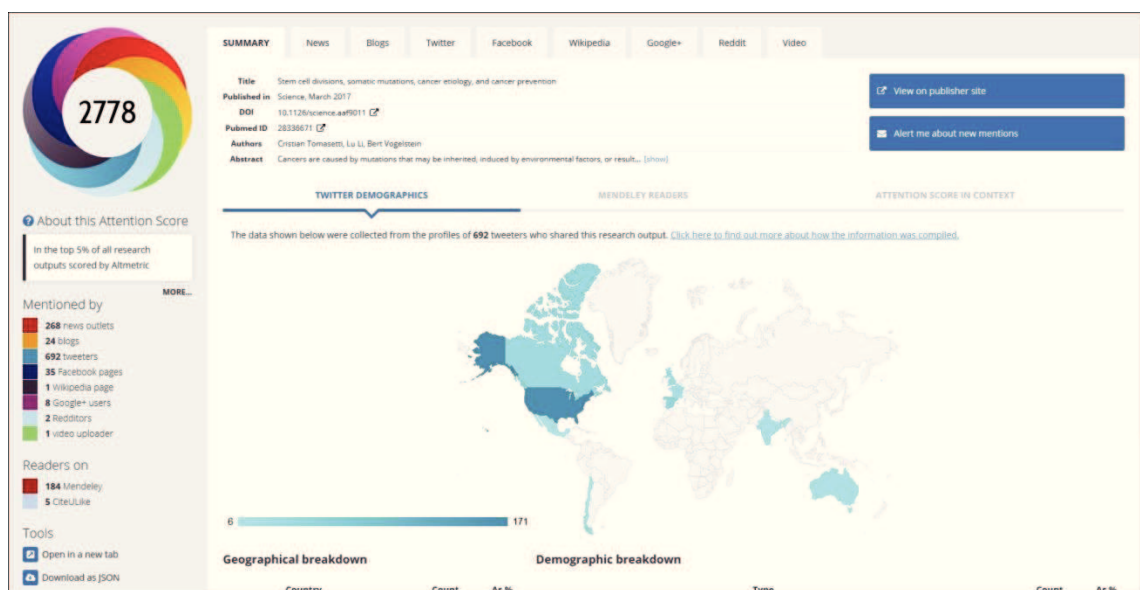 2778
About this Attention Score
In the top 5% of all research
outputs scored by Altmetric
MORE...
Mentioned by
268 news outlets
24 blogs
692 tweeters
35 Facebook pages
1 Wikipedia page
8 Google+ users
2 Redditors
1 video uploader
Readers on
184 Mendeley
5 CiteULike
Tools
Open in a new tab
Download as JSON
SUMMARY News Blogs Twitter Facebook Wikipedia Google+ Reddit Video
Title Stem cell divisions, somatic mutations, cancer etiology, and cancer prevention
Published in Science, March 2017
DOI 10.1126/science.aaf9011
Pubmed ID 28336671
Authors Cristian Tomasetti, Lu Li, Bert Vogelstein
Abstract Cancers are caused by mutations that may be inherited, induced by environmental factors, or result... [show]
View on publisher site
Alert me about new mentions
TWITTER DEMOGRAPHICS MENDELEY READERS ATTENTION SCORE IN CONTEXT
The data shown below were collected from the profiles of 692 tweeters who shared this research output. Click here to find out more about how the information was compiled.
6 171
Geographical breakdown Demographic breakdown
Country Count As % Type Count As %